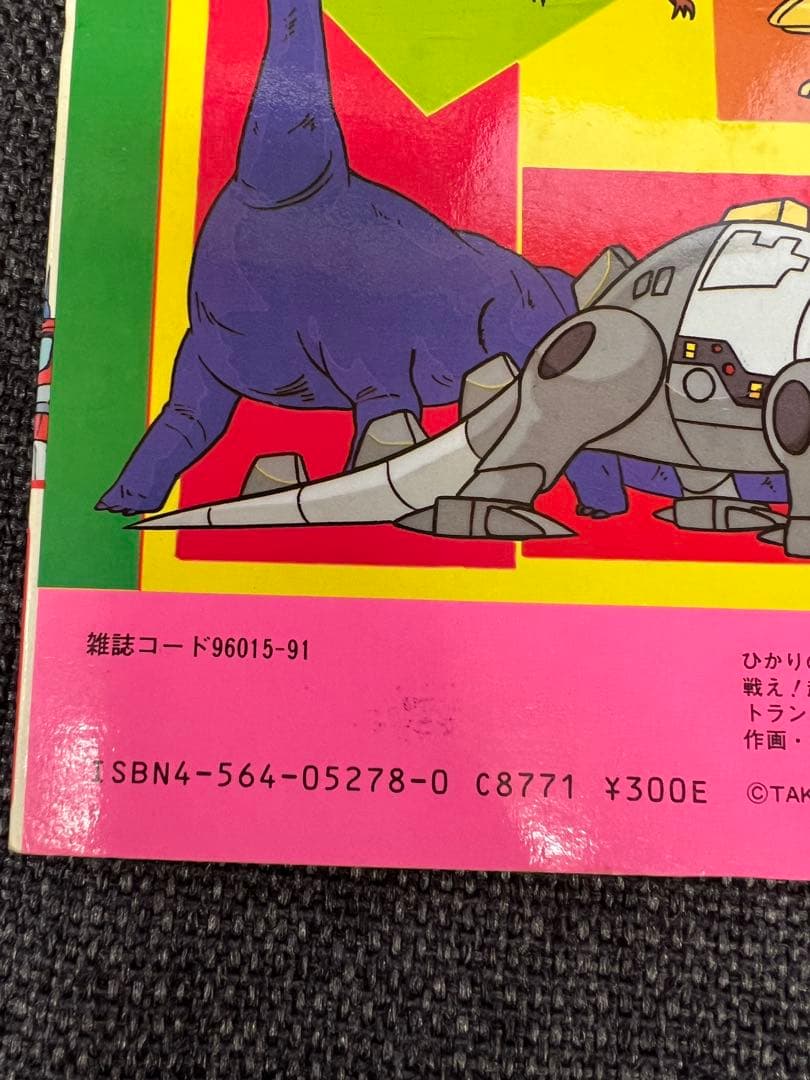 雑誌コード96015-91
ISBN4-564-05278-0 C8771 ¥300E
ひかりの
戦え!
トラン
作画・
©TAK